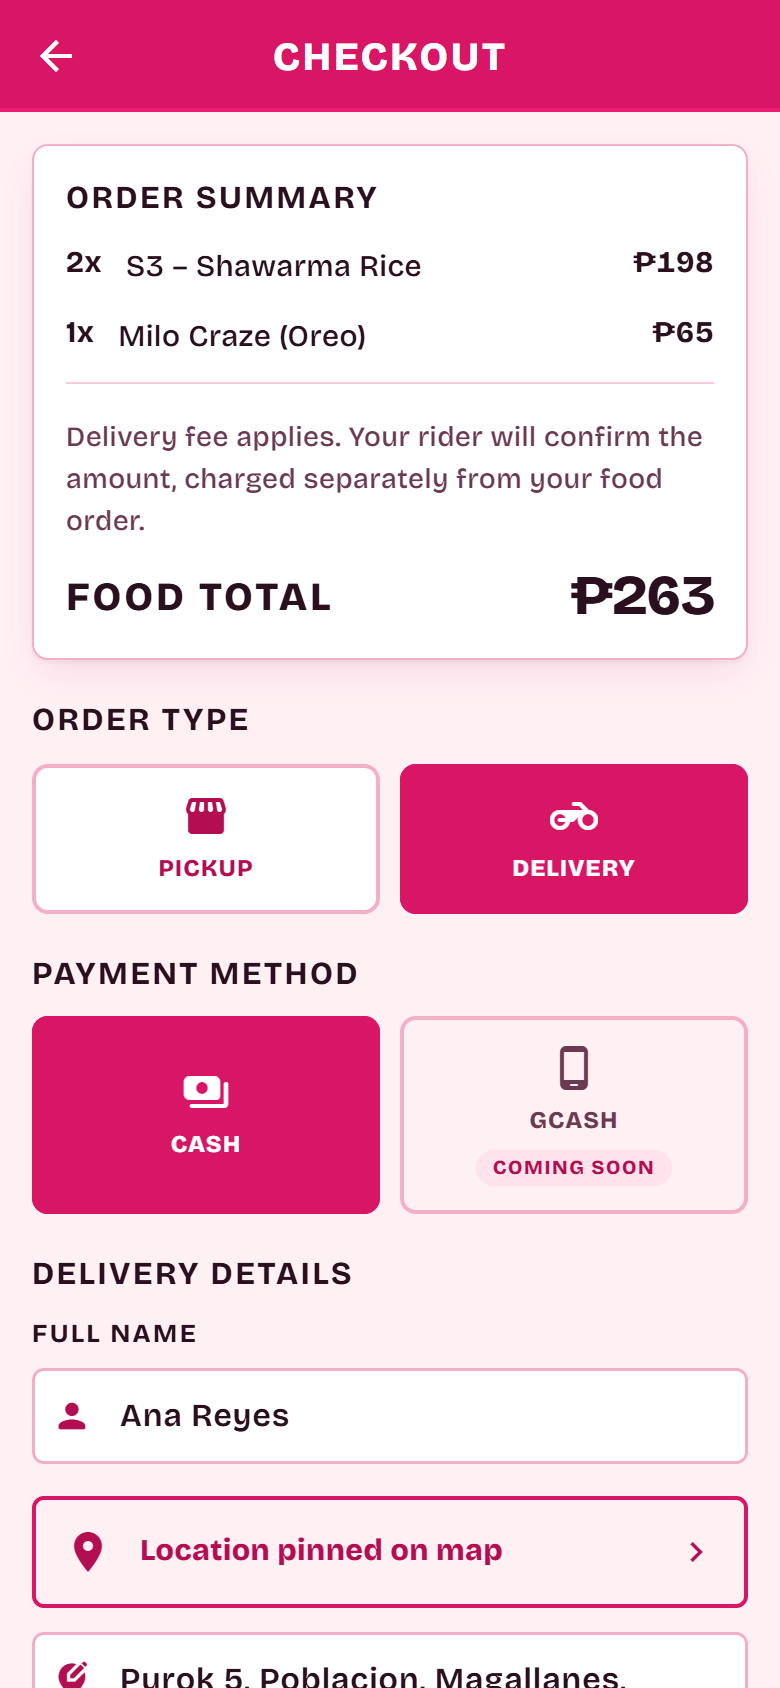 CHECKOUT
ORDER SUMMARY
2x S3 – Shawarma Rice ₱198
1x Milo Craze (Oreo) ₱65
Delivery fee applies. Your rider will confirm the
amount, charged separately from your food
order.
FOOD TOTAL ₱263
ORDER TYPE
PICKUP DELIVERY
PAYMENT METHOD
CASH GCASH
COMING SOON
DELIVERY DETAILS
FULL NAME
Ana Reyes
Location pinned on map
Purok 5, Poblacion, Magallanes,